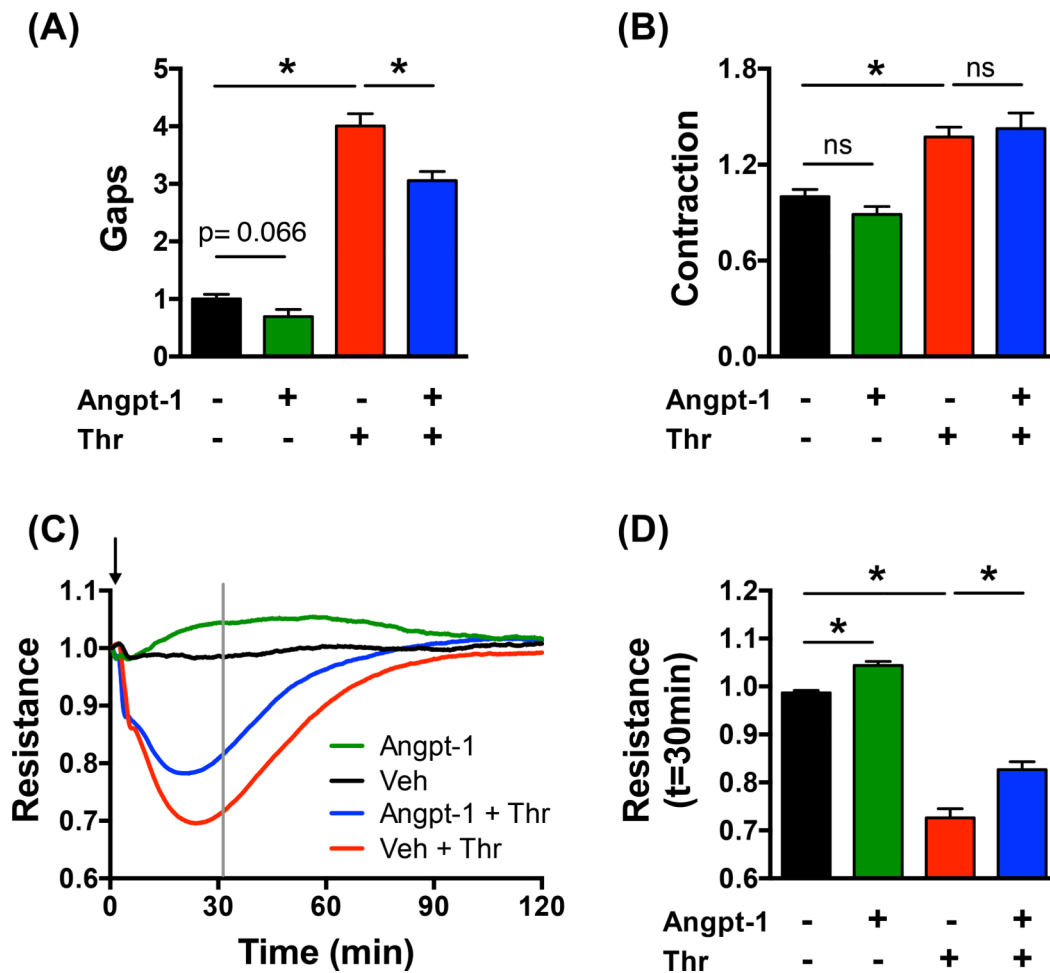 (A)
Gaps
5
4
3
2
1
0
* *
p= 0.066
Angpt-1 - + - +
Thr - - + +
(B)
Contraction
1.8
1.2
0.6
0.0
* ns
ns
Angpt-1 - + - +
Thr - - + +
(C)
Resistance
1.1
1.0
0.9
0.8
0.7
0.6
Angpt-1
Veh
Angpt-1 + Thr
Veh + Thr
0 30 60 90 120
Time (min)
(D)
Resistance
(t=30min)
1.2
1.1
1.0
0.9
0.8
0.7
0.6
* *
*
Angpt-1 - + - +
Thr - - + +